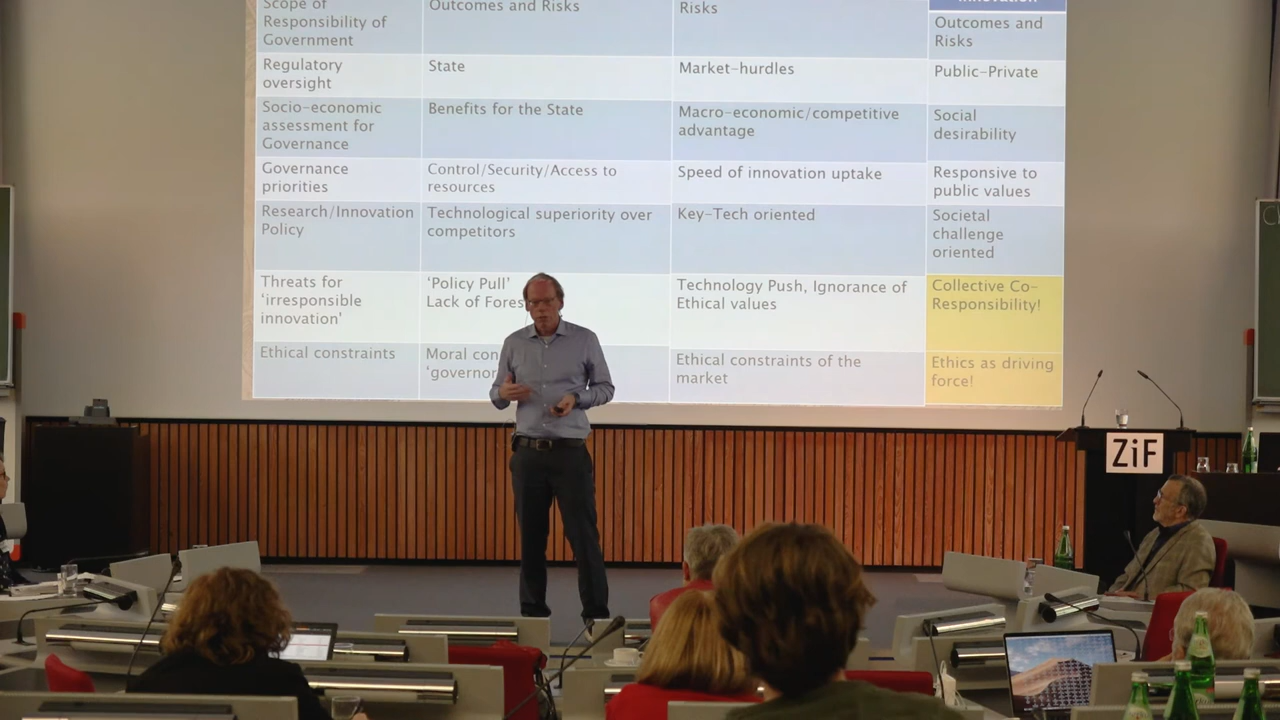 Innovation
Scope of
Responsibility of
Government
Outcomes and Risks
Risks
Outcomes and
Risks
Regulatory
oversight
State
Market-hurdles
Public-Private
Socio-economic
assessment for
Governance
Benefits for the State
Macro-economic/competitive
advantage
Social
desirability
Governance
priorities
Control/Security/Access to
resources
Speed of innovation uptake
Responsive to
public values
Research/Innovation
Policy
Technological superiority over
competitors
Key-Tech oriented
Societal
challenge
oriented
Threats for
‘irresponsible
innovation'
‘Policy Pull’
Lack of Fores
Technology Push, Ignorance of
Ethical values
Collective Co-
Responsibility!
Ethical constraints
Moral con
‘governor
Ethical constraints of the
market
Ethics as driving
force!
ZiF